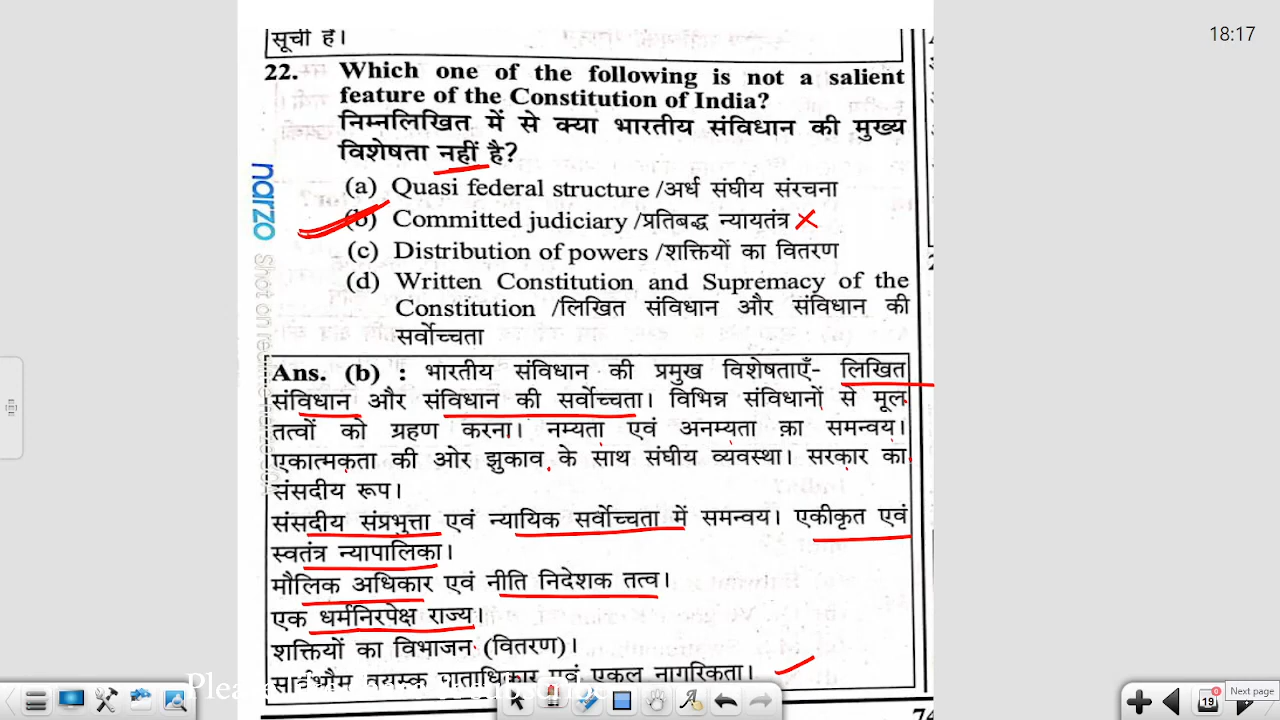 18:17
सूची हैं।
22. Which one of the following is not a salient
feature of the Constitution of India?
निम्नलिखित में से क्या भारतीय संविधान की मुख्य
विशेषता नहीं है?
(a) Quasi federal structure /अर्ध संघीय संरचना
(b) Committed judiciary /प्रतिबद्ध न्यायतंत्र
(c) Distribution of powers /शक्तियों का वितरण
(d) Written Constitution and Supremacy of the
Constitution /लिखित संविधान और संविधान की
सर्वोच्चता
Ans. (b) : भारतीय संविधान की प्रमुख विशेषताएँ- लिखित
संविधान और संविधान की सर्वोच्चता। विभिन्न संविधानों से मूल
तत्वों को ग्रहण करना। नम्यता एवं अनम्यता का समन्वय।
एकात्मकता की ओर झुकाव के साथ संघीय व्यवस्था। सरकार का
संसदीय रूप।
संसदीय संप्रभुत्ता एवं न्यायिक सर्वोच्चता में समन्वय। एकीकृत एवं
स्वतंत्र न्यापालिका।
मौलिक अधिकार एवं नीति निदेशक तत्व।
एक धर्मनिरपेक्ष राज्य।
शक्तियों का विभाजन (वितरण)।
सार्वभौम वयस्क मताधिकार एवं एकल नागरिकता।
narzo
Shot on
19
Next page
74